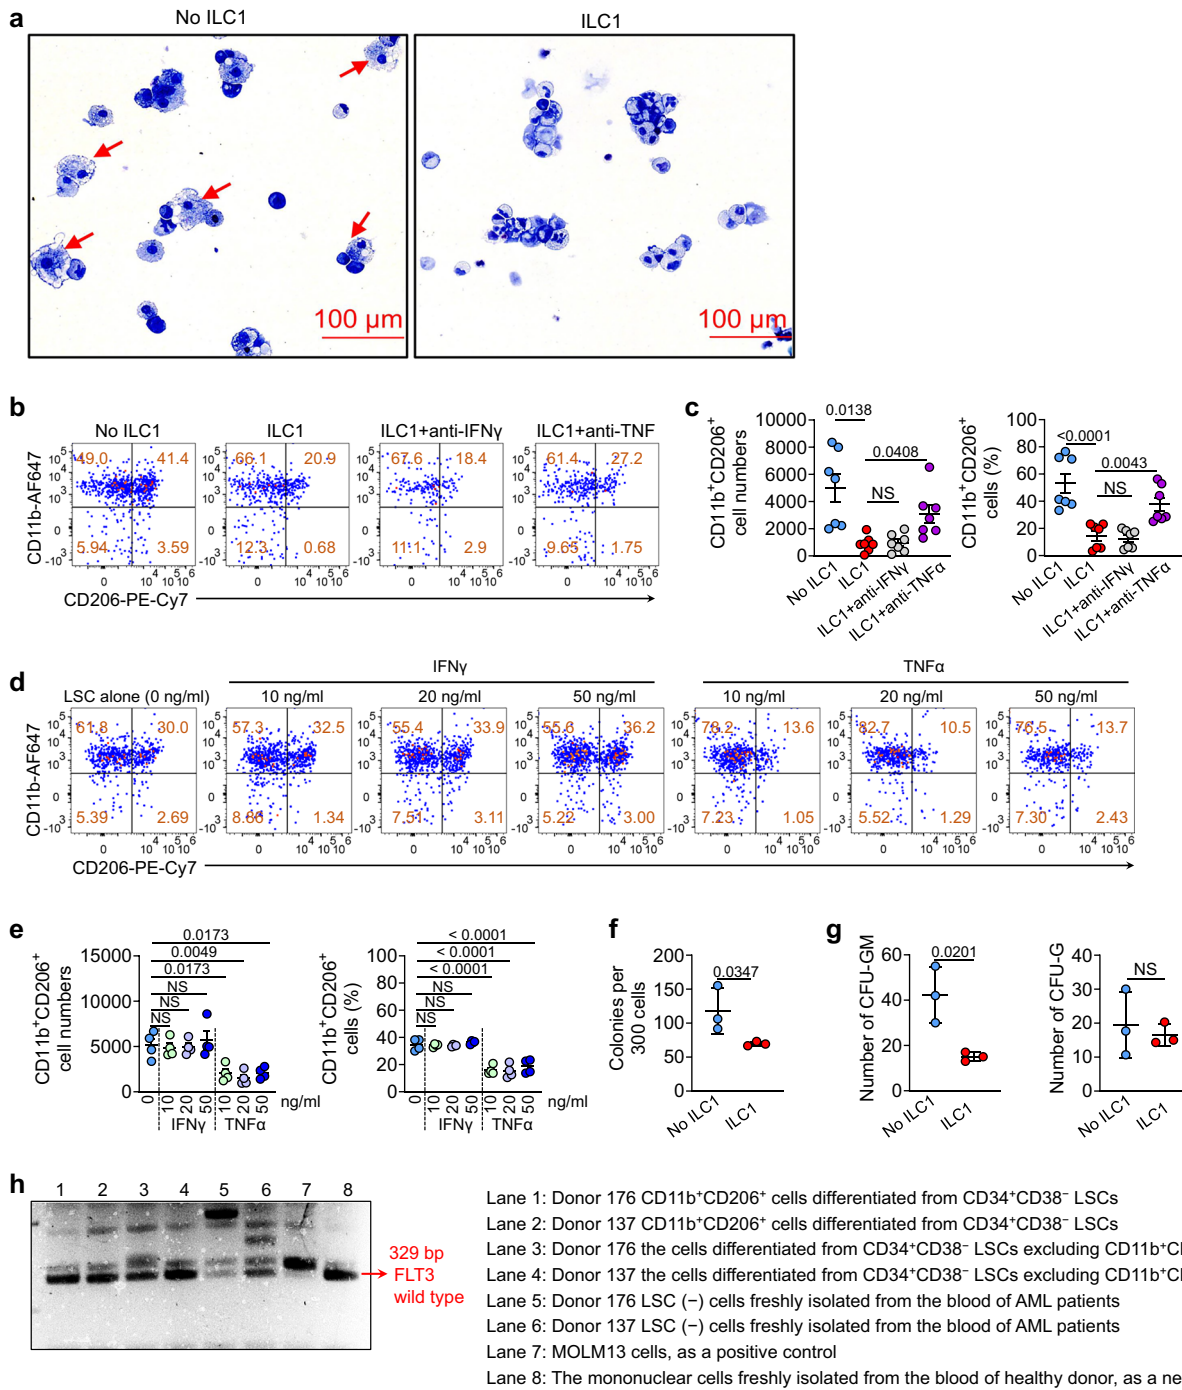 a
No ILC1
ILC1
100 µm
100 µm
b
No ILC1
ILC1
ILC1+anti-IFNγ
ILC1+anti-TNF
CD11b-AF647
10⁵
10⁴
10³
0
-10³
49.0
41.4
5.94
3.59
66.1
20.9
12.3
0.68
67.6
18.4
11.1
2.9
61.4
27.2
9.65
1.75
0
10⁴ 10⁵ 10⁶
CD206-PE-Cy7
c
CD11b⁺CD206⁺
cell numbers
10000
8000
6000
4000
2000
0
0.0138
0.0408
NS
No ILC1
ILC1
ILC1+anti-IFNγ
ILC1+anti-TNFα
CD11b⁺CD206⁺
cells (%)
100
80
60
40
20
0
<0.0001
0.0043
NS
No ILC1
ILC1
ILC1+anti-IFNγ
ILC1+anti-TNFα
d
IFNγ
TNFα
LSC alone (0 ng/ml)
10 ng/ml
20 ng/ml
50 ng/ml
10 ng/ml
20 ng/ml
50 ng/ml
CD11b-AF647
61.8
30.0
5.39
2.69
57.3
32.5
8.66
1.34
55.4
33.9
7.51
3.11
55.6
36.2
5.22
3.00
78.2
13.6
7.23
1.05
82.7
10.5
5.52
1.29
76.5
13.7
7.30
2.43
0
10⁴ 10⁵ 10⁶
CD206-PE-Cy7
e
CD11b⁺CD206⁺
cell numbers
15000
10000
5000
0
0.0173
0.0049
0.0173
NS
NS
NS
0
10
20
50
10
20
50
ng/ml
IFNγ
TNFα
CD11b⁺CD206⁺
cells (%)
100
80
60
40
20
0
< 0.0001
< 0.0001
< 0.0001
NS
NS
NS
0
10
20
50
10
20
50
ng/ml
IFNγ
TNFα
f
Colonies per
300 cells
200
150
100
50
0
0.0347
No ILC1
ILC1
g
Number of CFU-GM
60
40
20
0
0.0201
No ILC1
ILC1
Number of CFU-G
40
30
20
10
0
NS
No ILC1
ILC1
h
1 2 3 4 5 6 7 8
329 bp
FLT3
wild type
Lane 1: Donor 176 CD11b⁺CD206⁺ cells differentiated from CD34⁺CD38⁻ LSCs
Lane 2: Donor 137 CD11b⁺CD206⁺ cells differentiated from CD34⁺CD38⁻ LSCs
Lane 3: Donor 176 the cells differentiated from CD34⁺CD38⁻ LSCs excluding CD11b⁺
Lane 4: Donor 137 the cells differentiated from CD34⁺CD38⁻ LSCs excluding CD11b⁺
Lane 5: Donor 176 LSC (−) cells freshly isolated from the blood of AML patients
Lane 6: Donor 137 LSC (−) cells freshly isolated from the blood of AML patients
Lane 7: MOLM13 cells, as a positive control
Lane 8: The mononuclear cells freshly isolated from the blood of healthy donor, as a